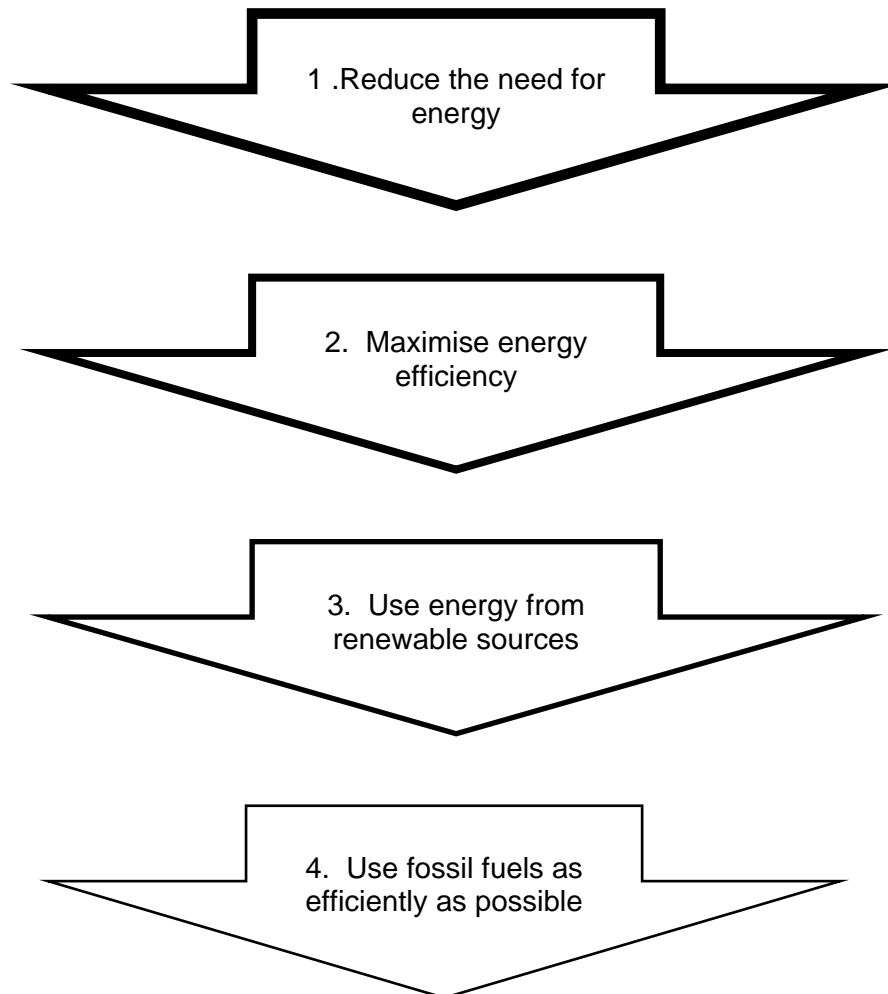 1 .Reduce the need for
energy
2.  Maximise energy
efficiency
3.  Use energy from
renewable sources
4.  Use fossil fuels as
efficiently as possible